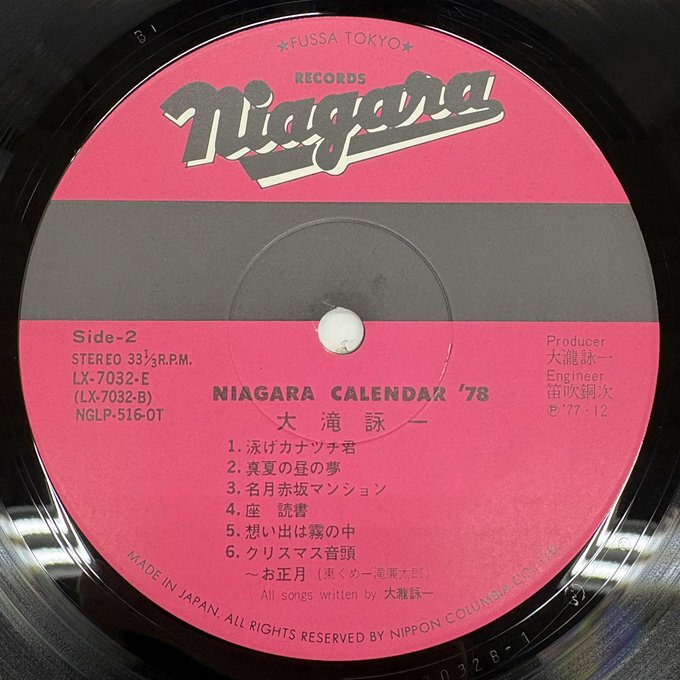 B1
★FUSSA TOKYO★
RECORDS
Niagara
Side-2
STEREO 33⅓R.P.M.
LX-7032-E
(LX-7032-B)
NGLP-516-OT
Producer
大瀧詠一
Engineer
笛吹銅次
Ⓟ'77・12
NIAGARA CALENDAR '78
大滝詠一
1. 泳げカナヅチ君
2. 真夏の昼の夢
3. 名月赤坂マンション
4. 座 読書
5. 想い出は霧の中
6. クリスマス音頭
〜お正月 (東くめー滝廉太郎)
All songs written by 大瀧詠一
MADE IN JAPAN. ALL RIGHTS RESERVED BY NIPPON COLUMBIA CO., LTD.
7032B-1